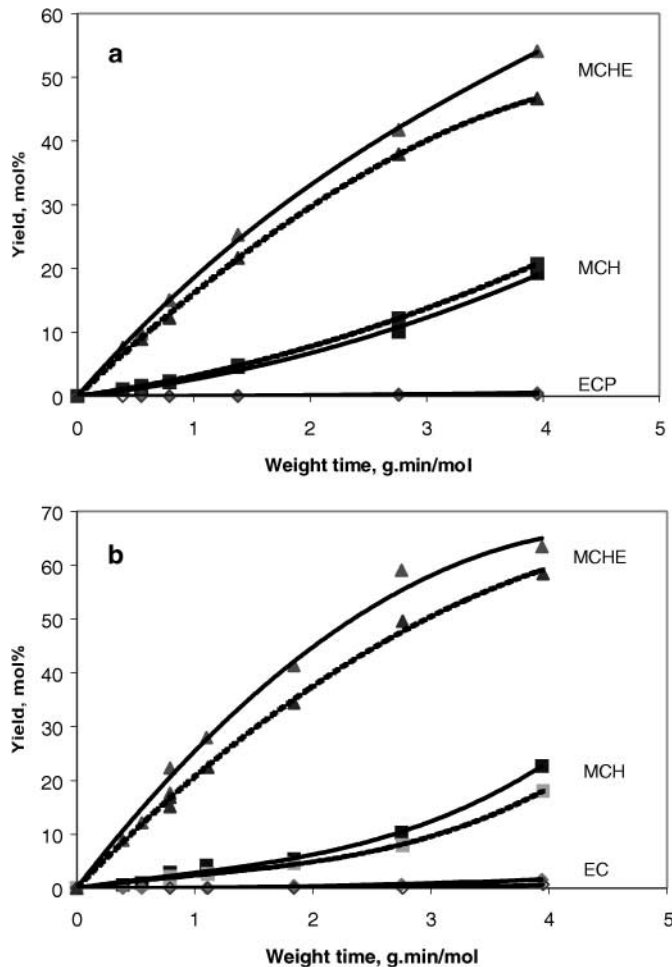 60
a
MCHE
50
40
Yield, mol%
30
MCH
20
10
ECP
0
0 1 2 3 4 5
Weight time, g.min/mol
70
b
MCHE
60
50
Yield, mol%
40
30
MCH
20
10
EC
0
0 1 2 3 4 5
Weight time, g.min/mol